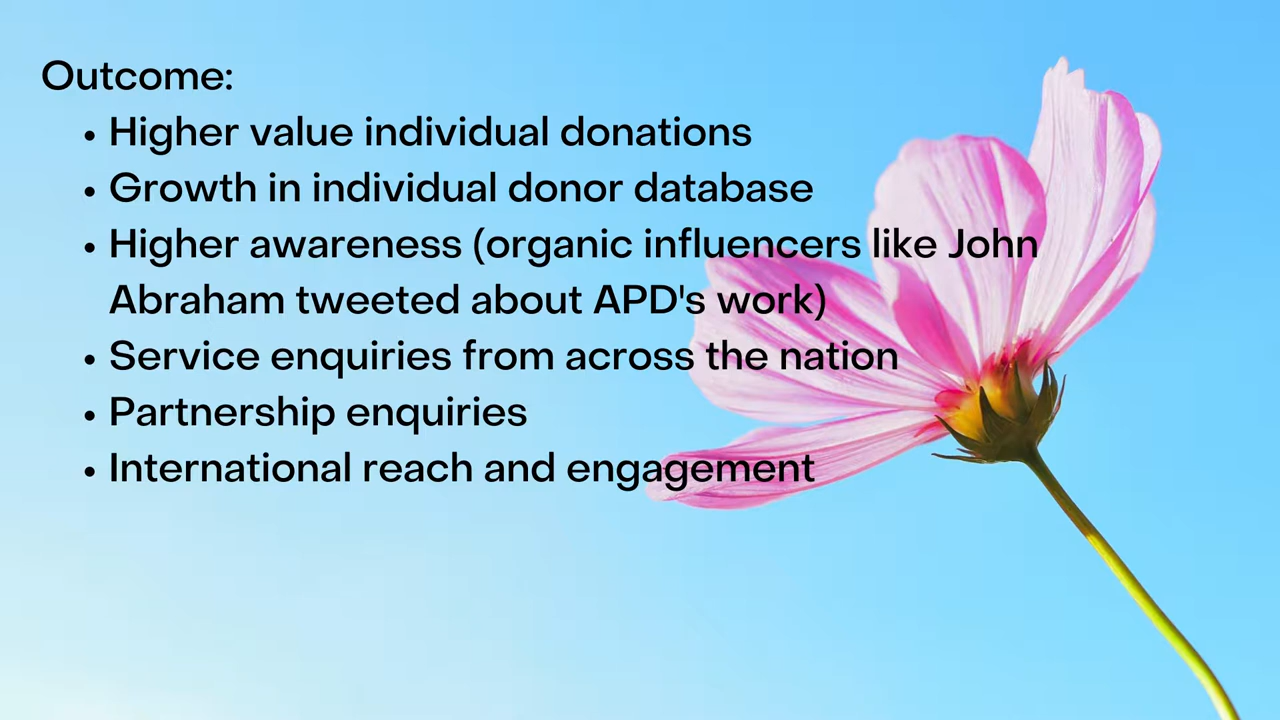 Outcome:
• Higher value individual donations
• Growth in individual donor database
• Higher awareness (organic influencers like John
Abraham tweeted about APD's work)
• Service enquiries from across the nation
• Partnership enquiries
• International reach and engagement